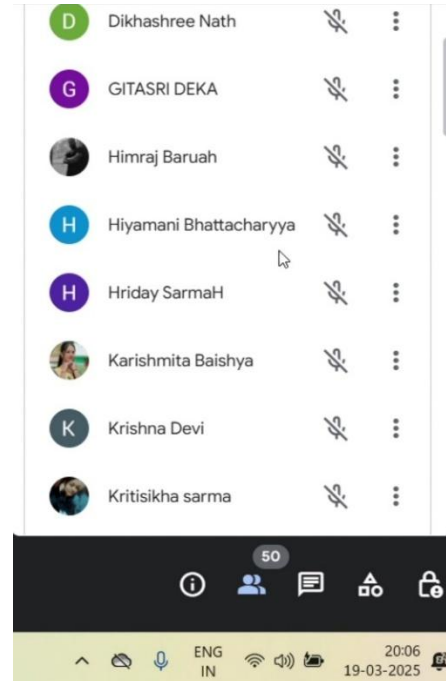 D Dikhashree Nath
G GITASRI DEKA
Himraj Baruah
H Hiyamani Bhattacharyya
H Hriday SarmaH
Karishmita Baishya
K Krishna Devi
Kritisikha sarma
50
ENG 20:06
IN 19-03-2025